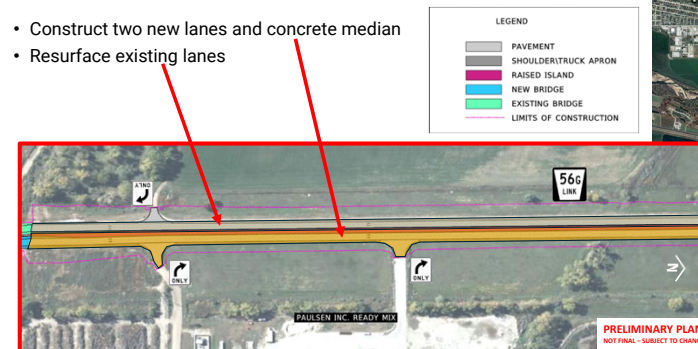 • Construct two new lanes and concrete median
• Resurface existing lanes
LEGEND
PAVEMENT
SHOULDER\TRUCK APRON
RAISED ISLAND
NEW BRIDGE
EXISTING BRIDGE
LIMITS OF CONSTRUCTION
ONLY
56G
LINK
ONLY
ONLY
N
PAULSEN INC. READY MIX
PRELIMINARY PLAN
NOT FINAL – SUBJECT TO CHANG